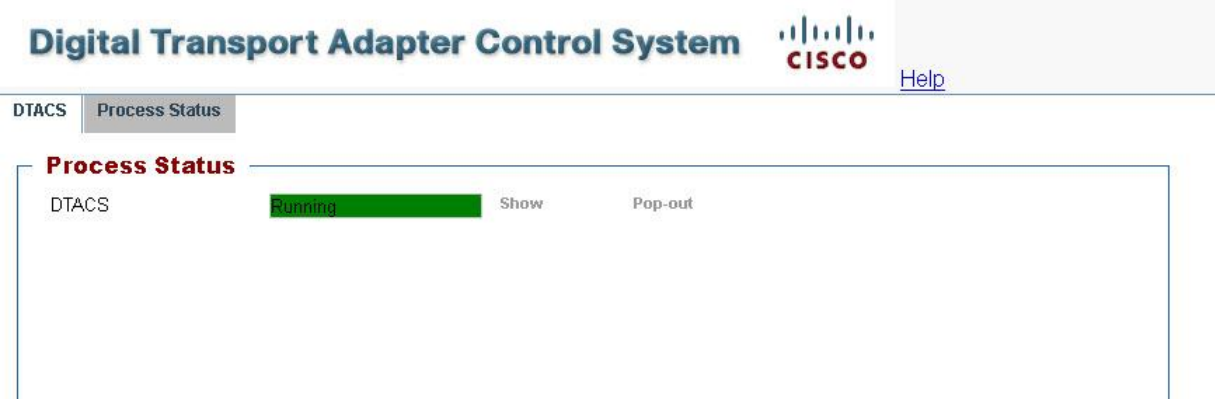 Digital Transport Adapter Control System
CISCO
Help
DTACS Process Status
Process Status
DTACS Running Show Pop-out